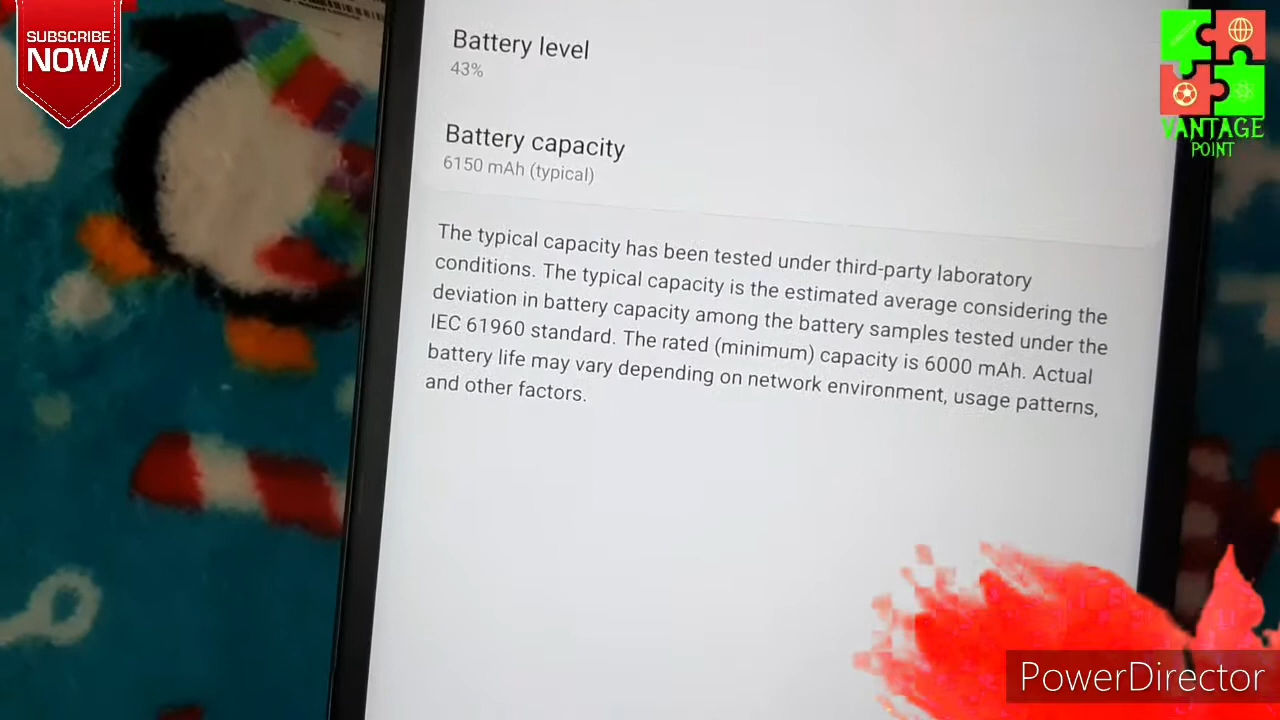 SUBSCRIBE
NOW
VANTAGE
POINT
Battery level
43%
Battery capacity
6150 mAh (typical)
The typical capacity has been tested under third-party laboratory
conditions. The typical capacity is the estimated average considering the
deviation in battery capacity among the battery samples tested under the
IEC 61960 standard. The rated (minimum) capacity is 6000 mAh. Actual
battery life may vary depending on network environment, usage patterns,
and other factors.
PowerDirector